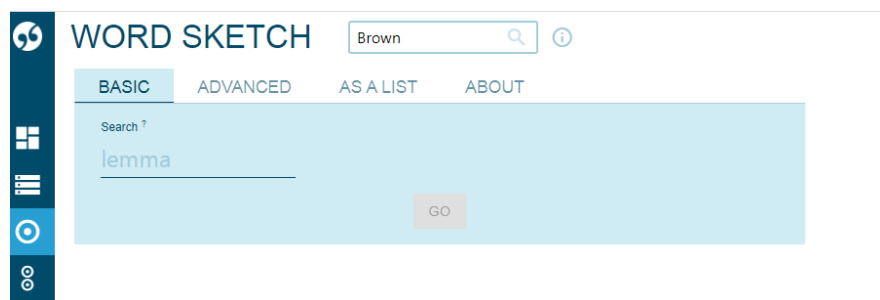 WORD SKETCH Brown
BASIC ADVANCED AS A LIST ABOUT
Search ?
lemma
GO